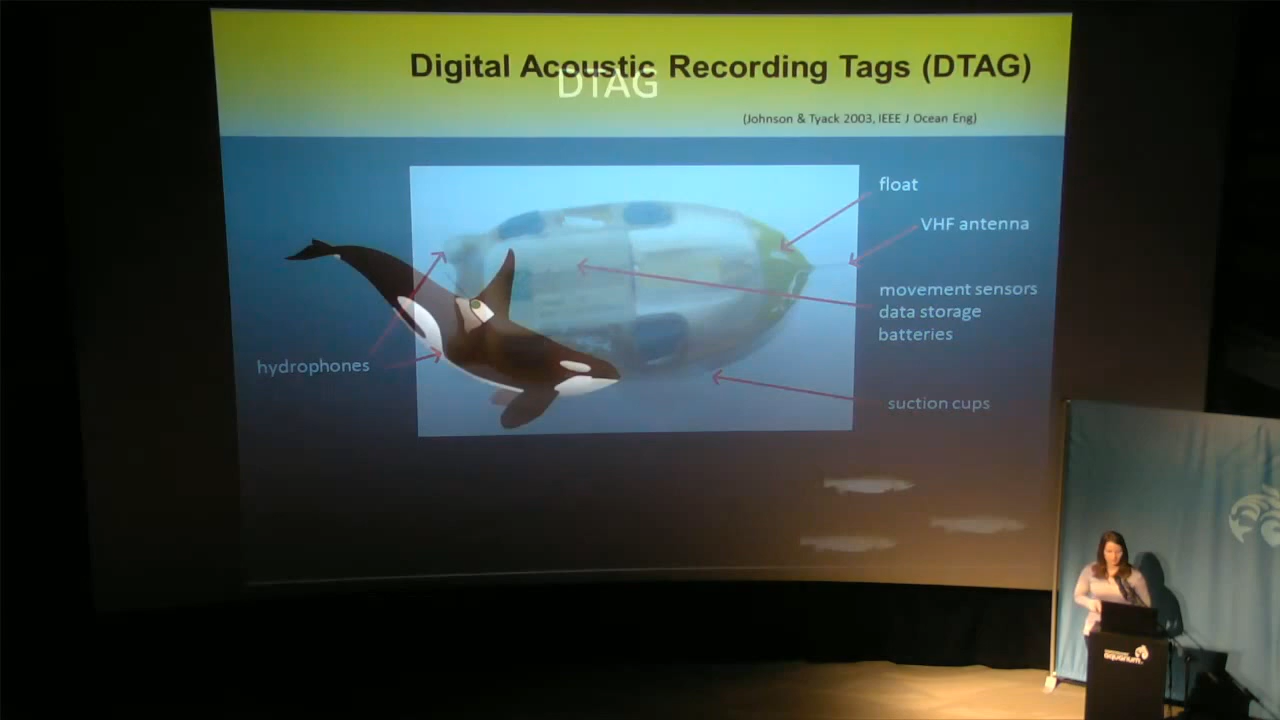 Digital Acoustic Recording Tags (DTAG)
DTAG
(Johnson & Tyack 2003, IEEE J Ocean Eng)
float
VHF antenna
movement sensors
data storage
batteries
hydrophones
suction cups
aquarium